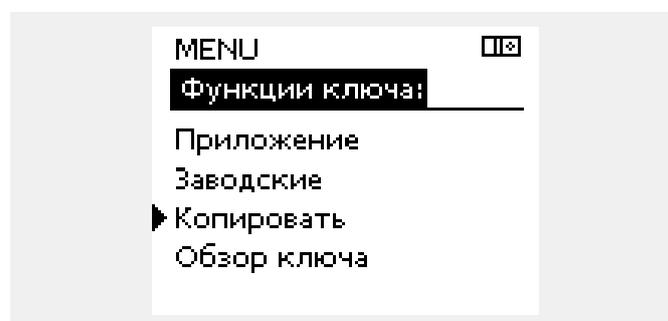 MENU
Функции ключа:
Приложение
Заводские
Копировать
Обзор ключа